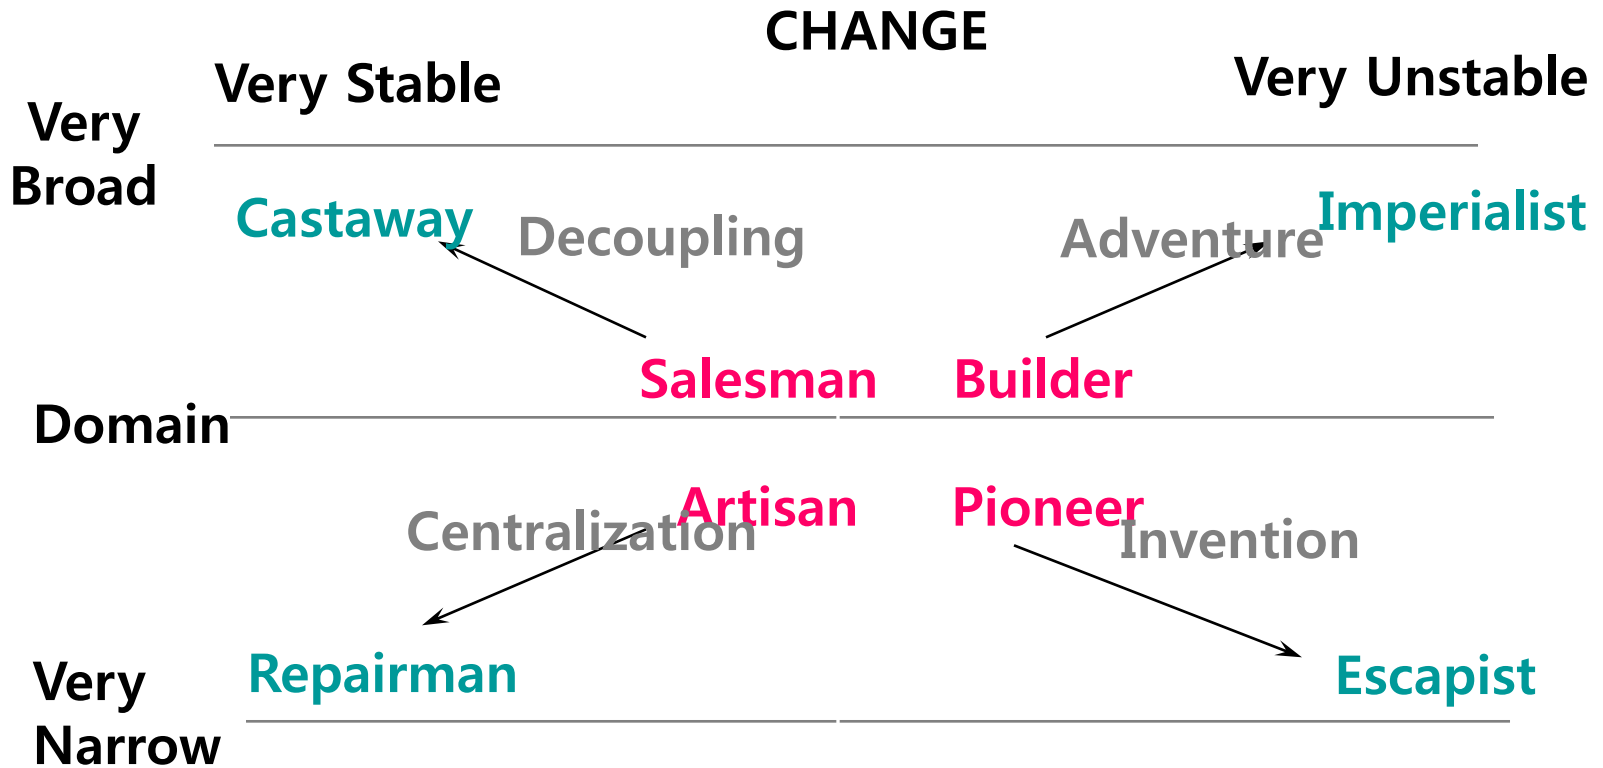 CHANGE
Very Stable
Very Unstable
Very
Broad
Castaway
Decoupling
Adventure
Imperialist
Salesman
Builder
Domain
Artisan
Pioneer
Centralization
Invention
Repairman
Escapist
Very
Narrow